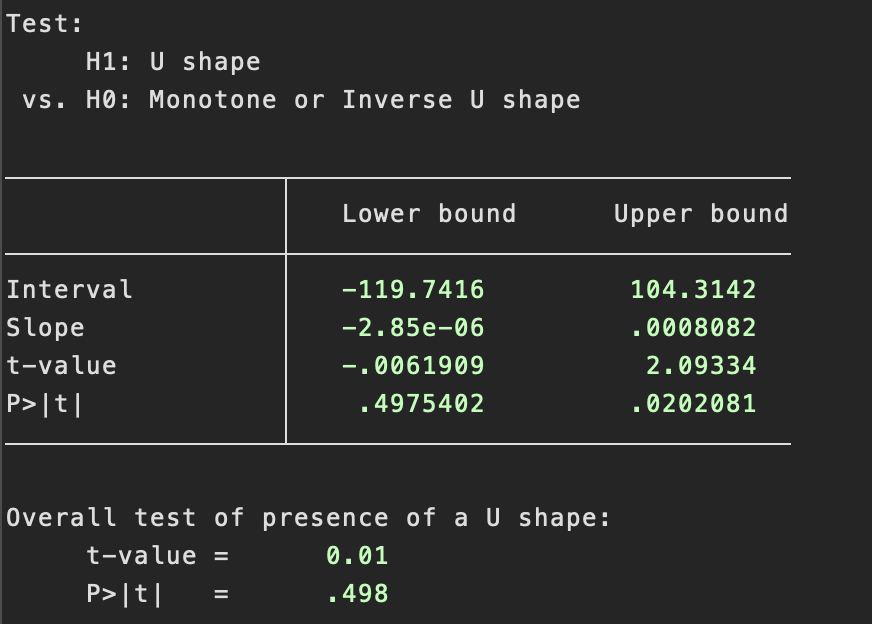 Test:
H1: U shape
vs. H0: Monotone or Inverse U shape
Lower bound Upper bound
Interval -119.7416 104.3142
Slope -2.85e-06 .0008082
t-value -.0061909 2.09334
P>|t| .4975402 .0202081
Overall test of presence of a U shape:
t-value = 0.01
P>|t| = .498